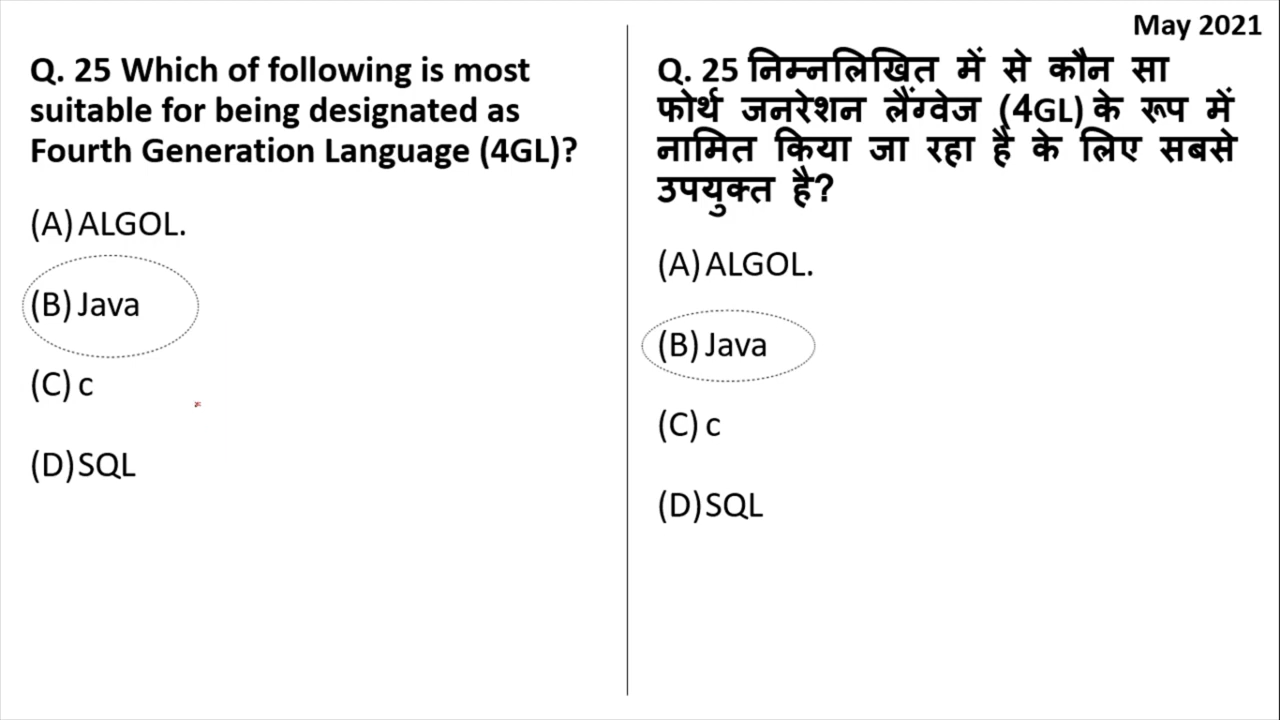 May 2021
Q. 25 Which of following is most
suitable for being designated as
Fourth Generation Language (4GL)?
(A) ALGOL.
(B) Java
(C) c
(D) SQL
Q. 25 निम्नलिखित में से कौन सा
फोर्थ जनरेशन लैंग्वेज (4GL) के रूप में
नामित किया जा रहा है के लिए सबसे
उपयुक्त है?
(A) ALGOL.
(B) Java
(C) c
(D) SQL